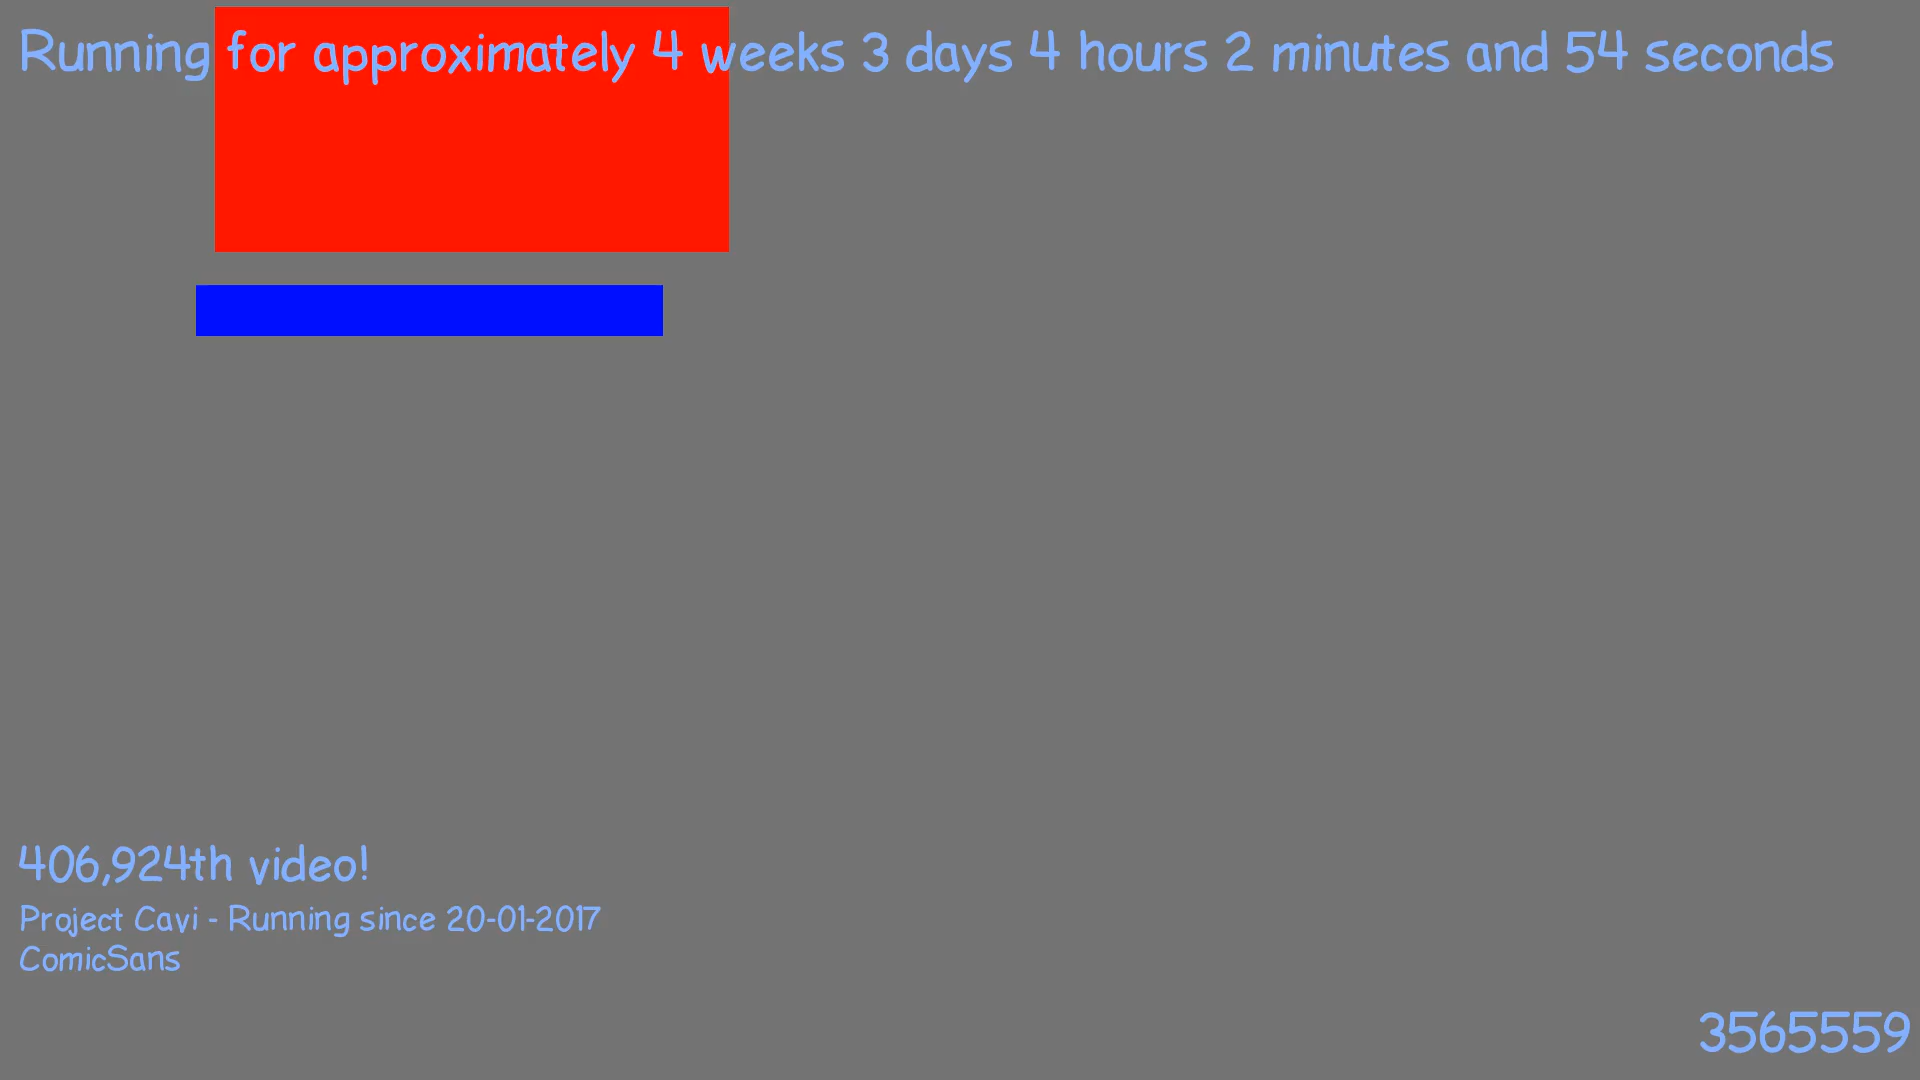 Running for approximately 4 weeks 3 days 4 hours 2 minutes and 54 seconds
406,924th video!
Project Cavi - Running since 20-01-2017
ComicSans
3565559